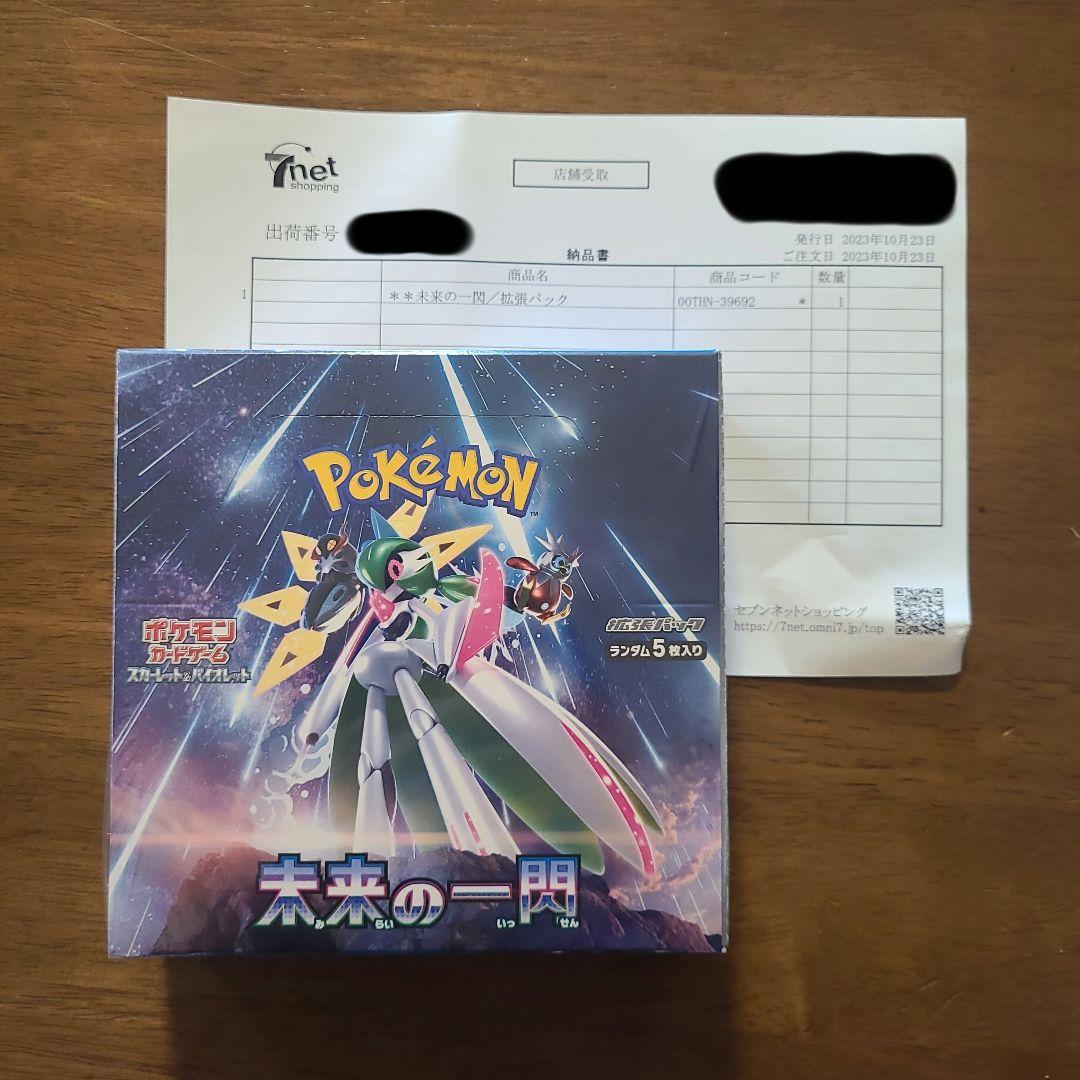 7net
shopping
店舗受取
出荷番号
発行日 2023年10月23日
納品書
ご注文日 2023年10月23日
商品名 商品コード 数量
1 **未来の一閃/拡張パック 00THN-39692 * 1
POKéMON
TM
ポケモン
カードゲーム
スカーレット&バイオレット
拡張パック
ランダム5枚入り
セブンネットショッピング
https://7net.omni7.jp/top
未来の一閃
み らい いっ せん